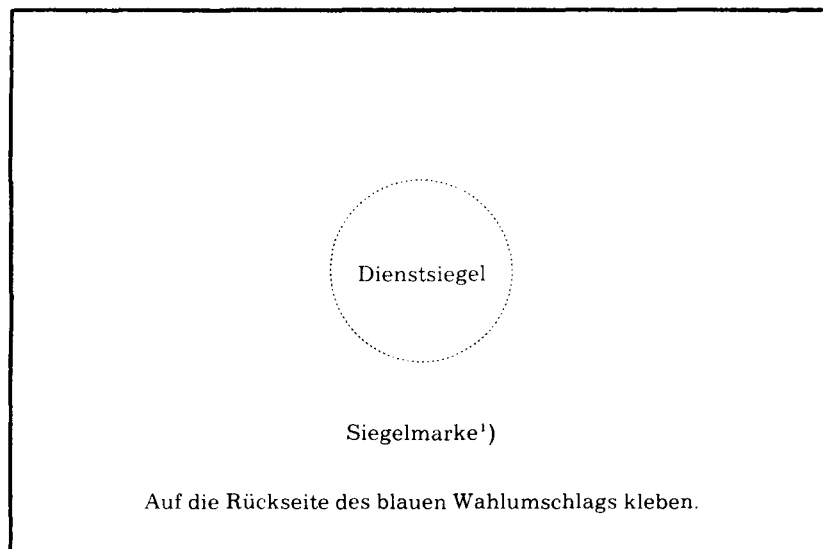 Dienstsiegel
Siegelmarke¹)
Auf die Rückseite des blauen Wahlumschlags kleben.